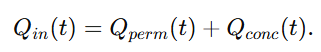 Q_{in}(t) = Q_{perm}(t) + Q_{conc}(t).